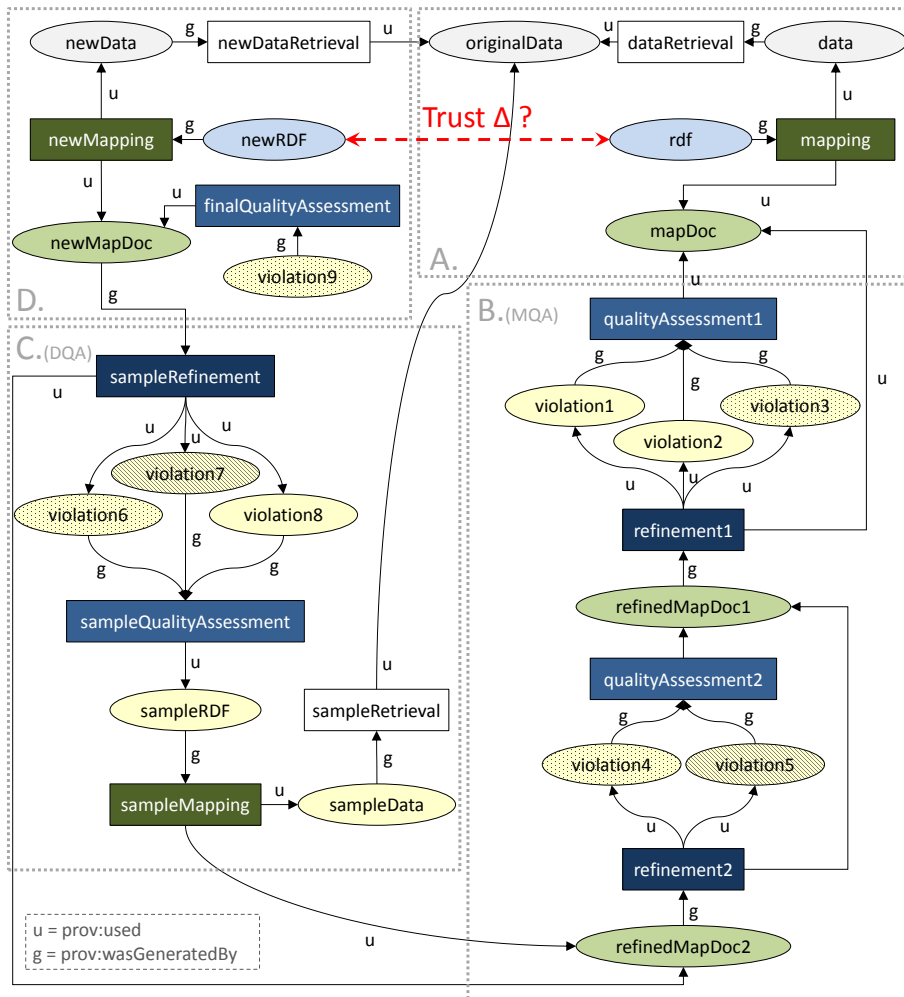 newData
g
newDataRetrieval
u
originalData
u
dataRetrieval
g
data
u
u
newMapping
g
newRDF
Trust Δ ?
rdf
g
mapping
u
u
finalQualityAssessment
u
newMapDoc
g
violation9
mapDoc
A.
D.
g
u
B.(MQA)
qualityAssessment1
C.(DQA)
sampleRefinement
u
g
g
g
u
violation1
violation2
violation3
u
u
u
violation7
violation6
violation8
u
u
u
g
g
g
refinement1
g
sampleQualityAssessment
refinedMapDoc1
u
u
qualityAssessment2
sampleRDF
sampleRetrieval
g
g
g
g
violation4
violation5
sampleMapping
u
sampleData
u
u
refinement2
g
u = prov:used
g = prov:wasGeneratedBy
u
refinedMapDoc2